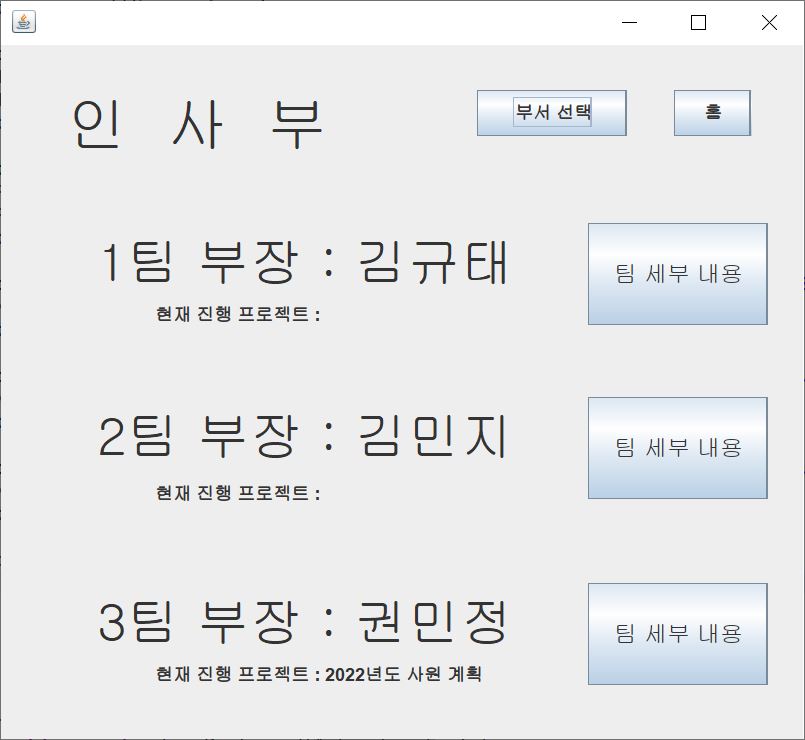 인 사 부
부서 선택
홈
1팀 부장 : 김규태
팀 세부 내용
현재 진행 프로젝트 :
2팀 부장 : 김민지
팀 세부 내용
현재 진행 프로젝트 :
3팀 부장 : 권민정
팀 세부 내용
현재 진행 프로젝트 : 2022년도 사원 계획